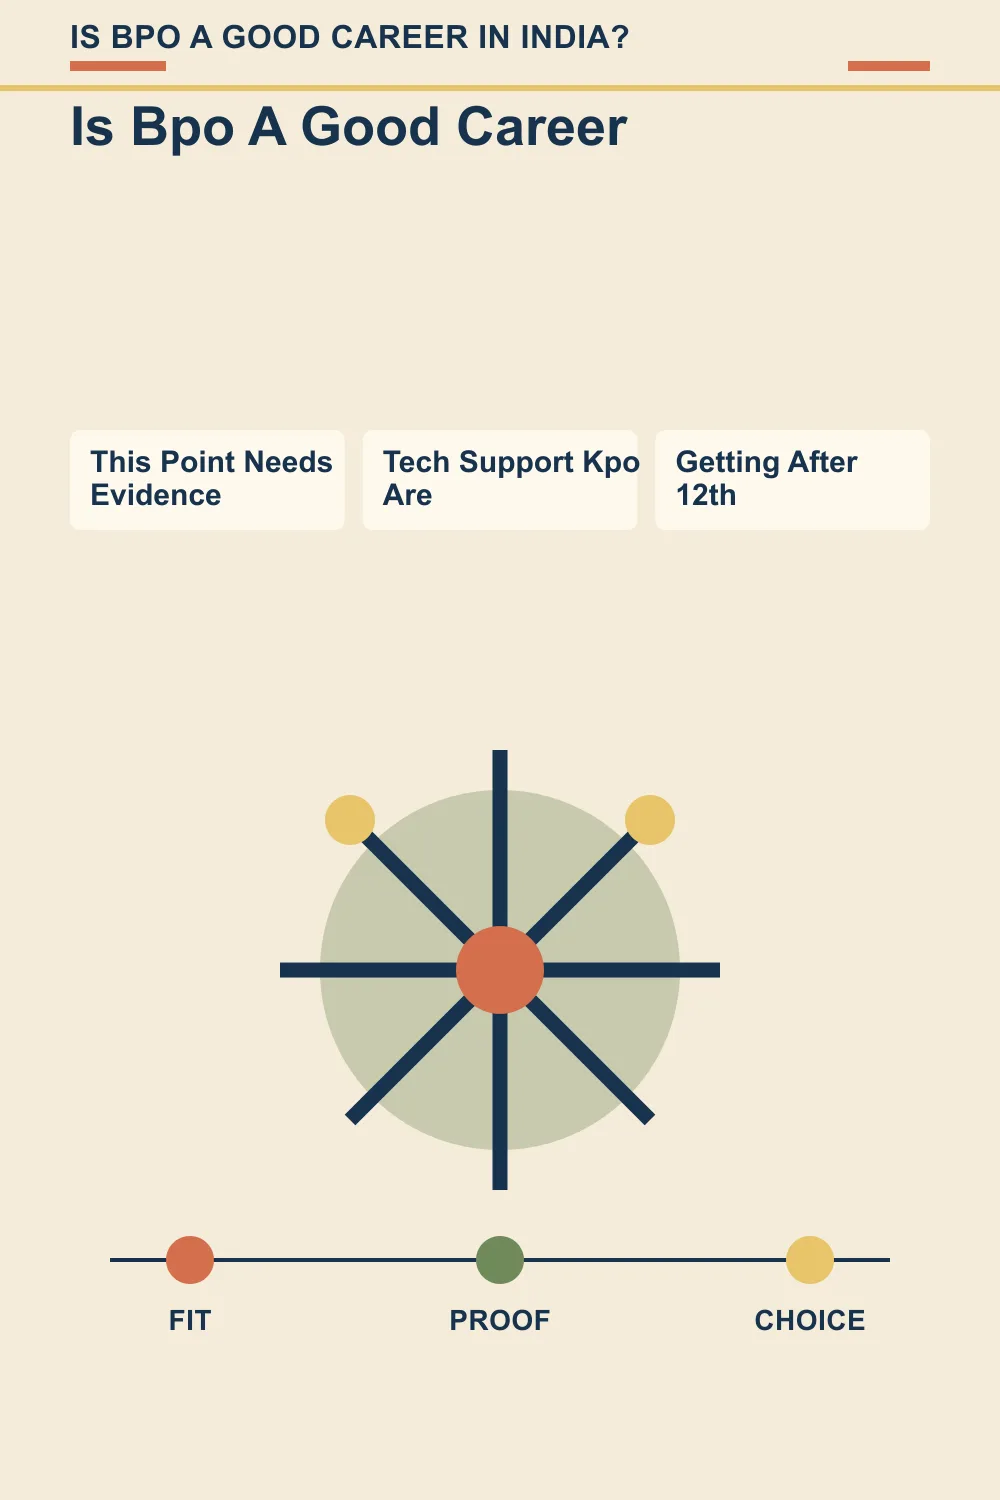 IS BPO A GOOD CAREER IN INDIA?
Is Bpo A Good Career
This Point Needs
Evidence
Tech Support Kpo
Are
Getting After
12th
FIT
PROOF
CHOICE